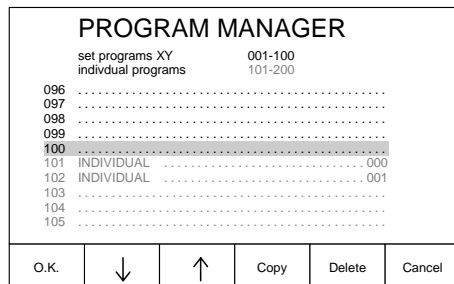 PROGRAM MANAGER
set programs XY 001-100
indivdual programs 101-200
096 ................................................
097 ................................................
098 ................................................
099 ................................................
100 ................................................
101 INDIVIDUAL .................................. 000
102 INDIVIDUAL .................................. 001
103 ................................................
104 ................................................
105 ................................................
O.K. ↓ ↑ Copy Delete Cancel